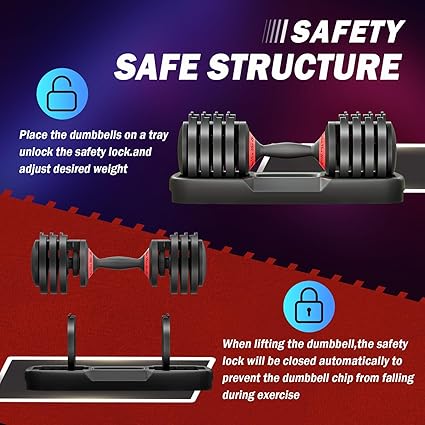 SAFETY
SAFE STRUCTURE
Place the dumbbells on a tray
unlock the safety lock.and
adjust desired weight
When lifting the dumbbell,the safety
lock will be closed automatically to
prevent the dumbbell chip from falling
during exercise